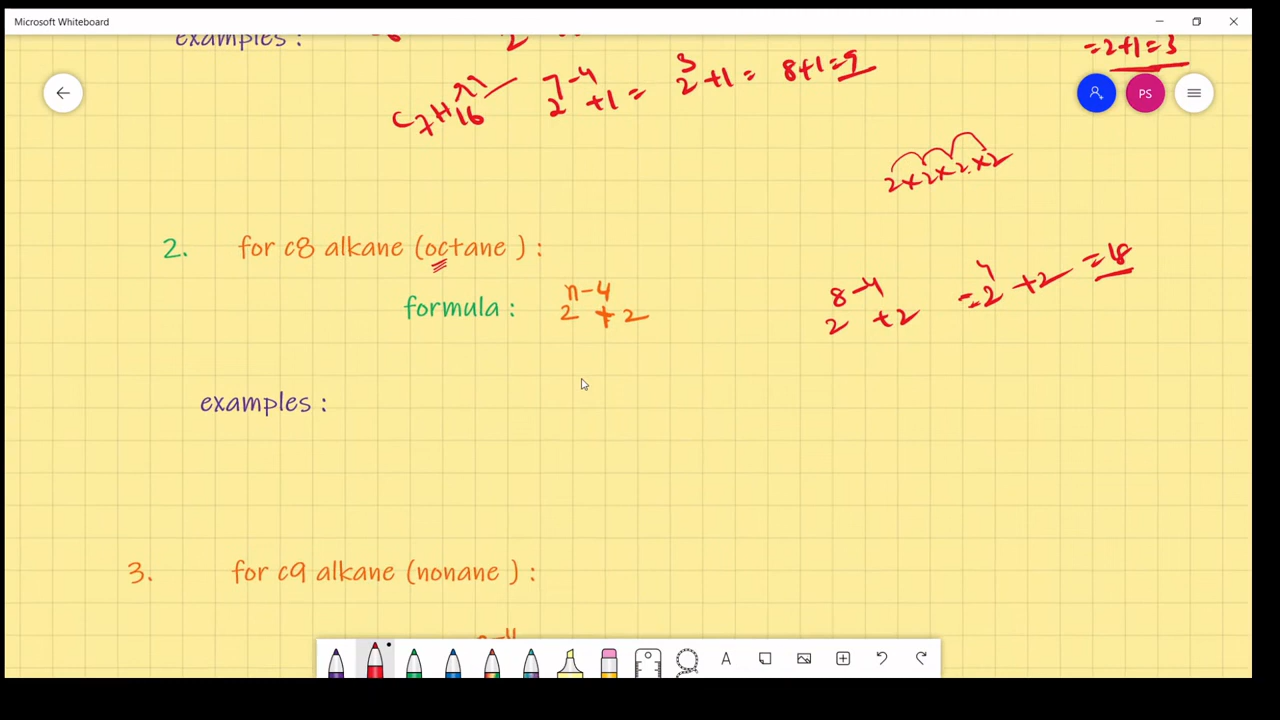 Microsoft Whiteboard
examples :
= 2+1 = 3
C7H16 2^7-4 +1 = 2^3 +1 = 8+1 = 9
PS
2×2×2×2
2. for c8 alkane (octane ) :
formula : 2^n-4 + 2
2^8-4 +2 = 2^4 +2 = 18
examples :
3. for c9 alkane (nonane ) :